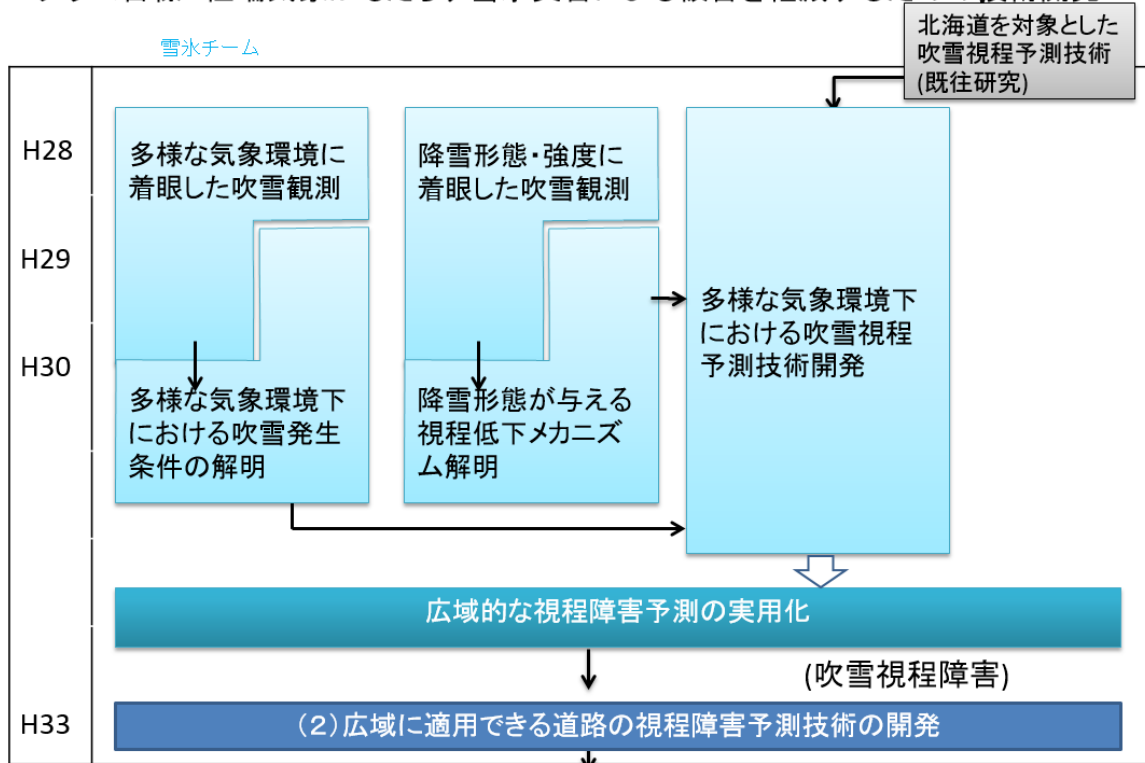 雪氷チーム
北海道を対象とした
吹雪視程予測技術
(既往研究)
H28
多様な気象環境に
着眼した吹雪観測
降雪形態・強度に
着眼した吹雪観測
H29
多様な気象環境下
における吹雪視程
予測技術開発
H30
多様な気象環境下
における吹雪発生
条件の解明
降雪形態が与える
視程低下メカニズ
ム解明
広域的な視程障害予測の実用化
(吹雪視程障害)
H33
(2)広域に適用できる道路の視程障害予測技術の開発